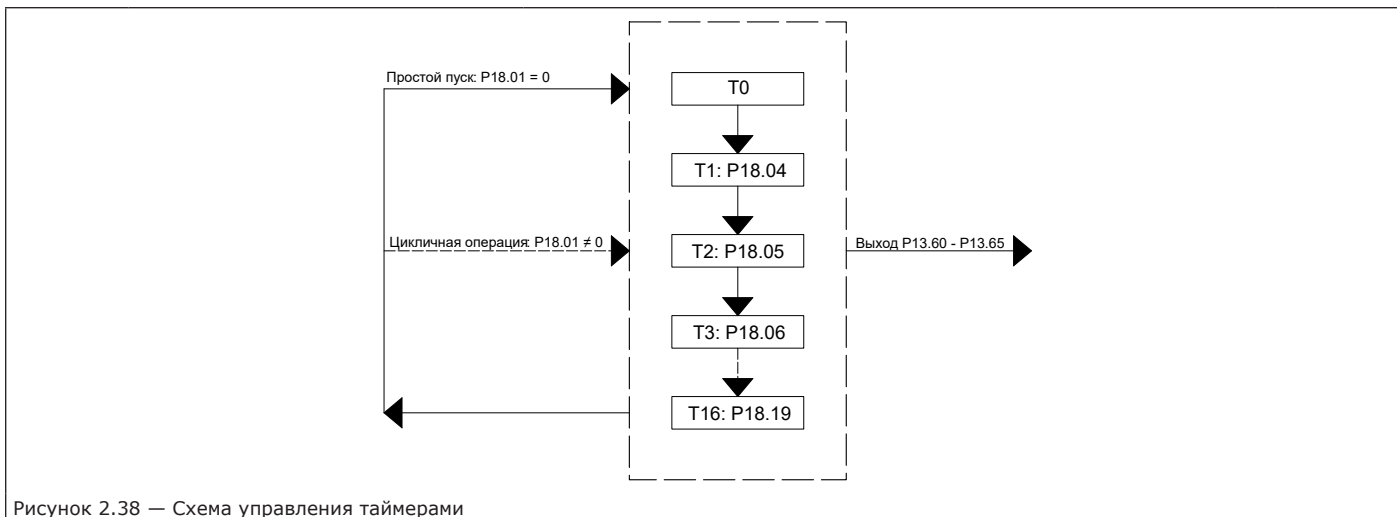 Простой пуск: P18.01 = 0
T0
T1: P18.04
Цикличная операция: P18.01 ≠ 0
T2: P18.05
Выход P13.60 - P13.65
T3: P18.06
T16: P18.19
Рисунок 2.38 — Схема управления таймерами